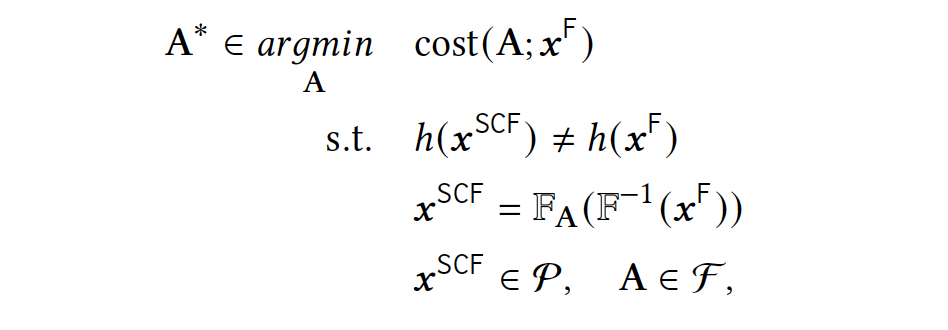 A* ∈ argmin cost(A; x^F)
A
s.t. h(x^SCF) ≠ h(x^F)
x^SCF = 𝔽_A(𝔽^−1(x^F))
x^SCF ∈ 𝒫, A ∈ ℱ,